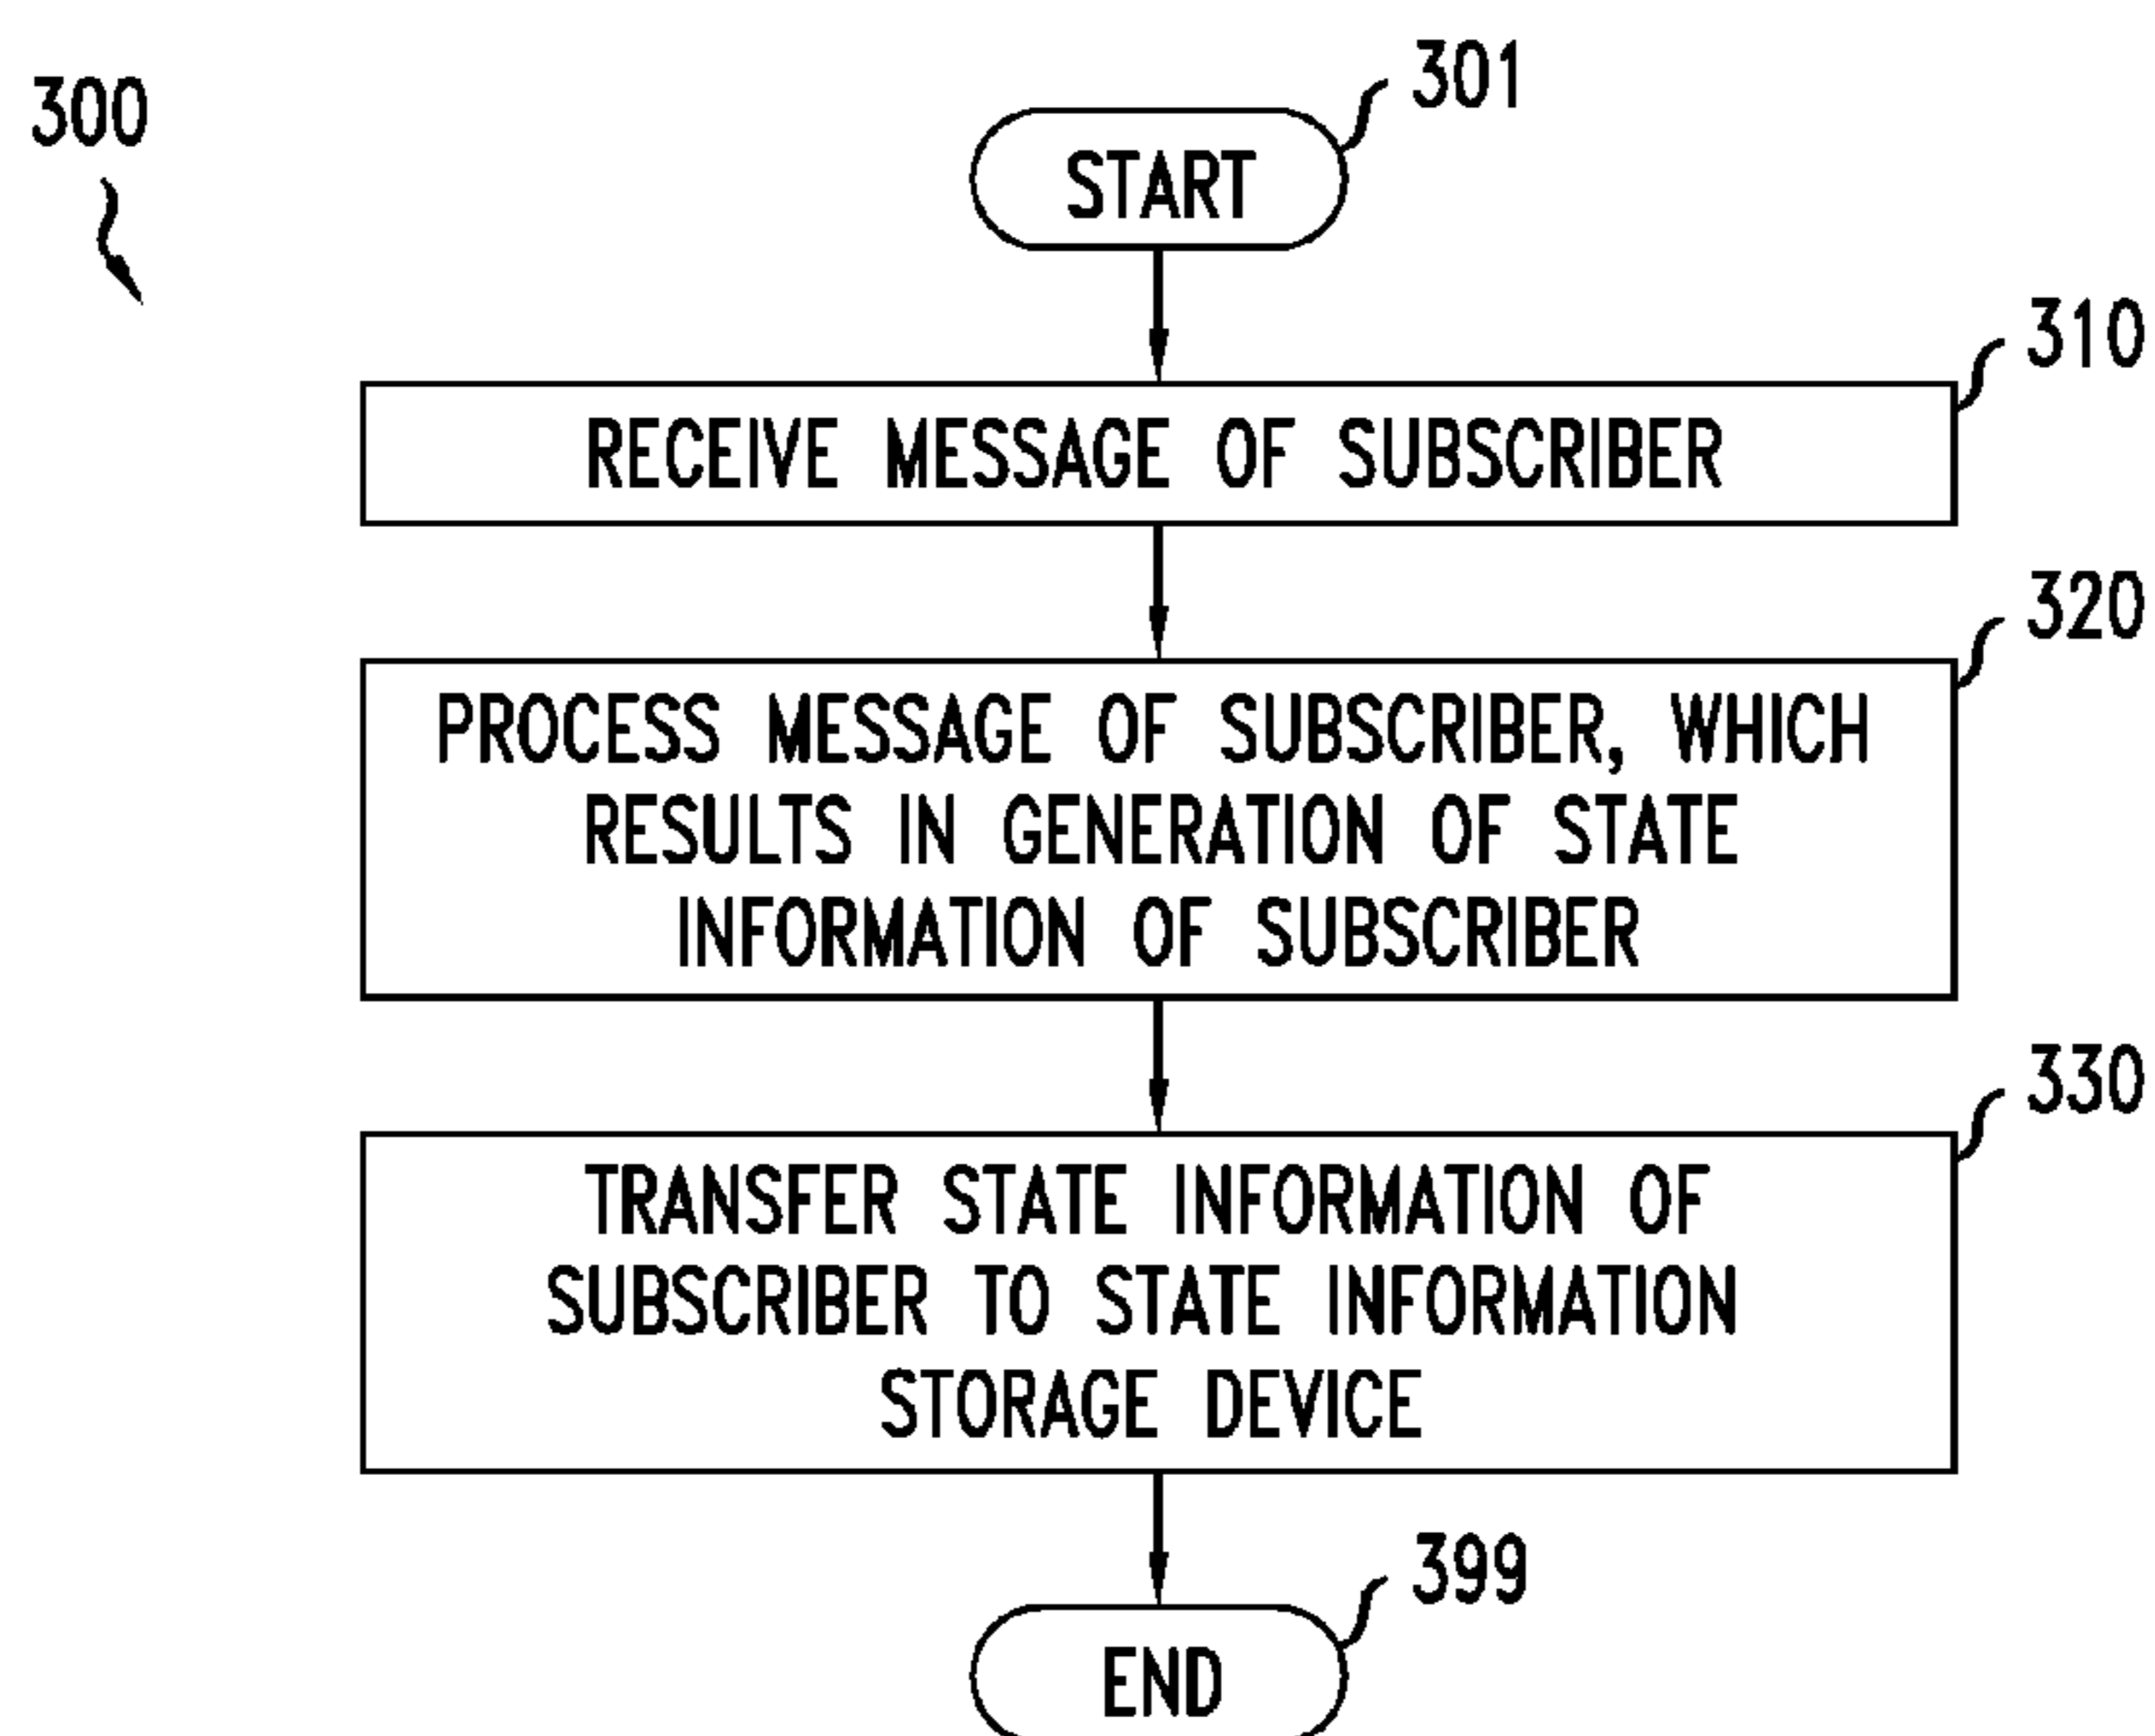 300
301
START
310
RECEIVE MESSAGE OF SUBSCRIBER
320
PROCESS MESSAGE OF SUBSCRIBER, WHICH
RESULTS IN GENERATION OF STATE
INFORMATION OF SUBSCRIBER
330
TRANSFER STATE INFORMATION OF
SUBSCRIBER TO STATE INFORMATION
STORAGE DEVICE
399
END